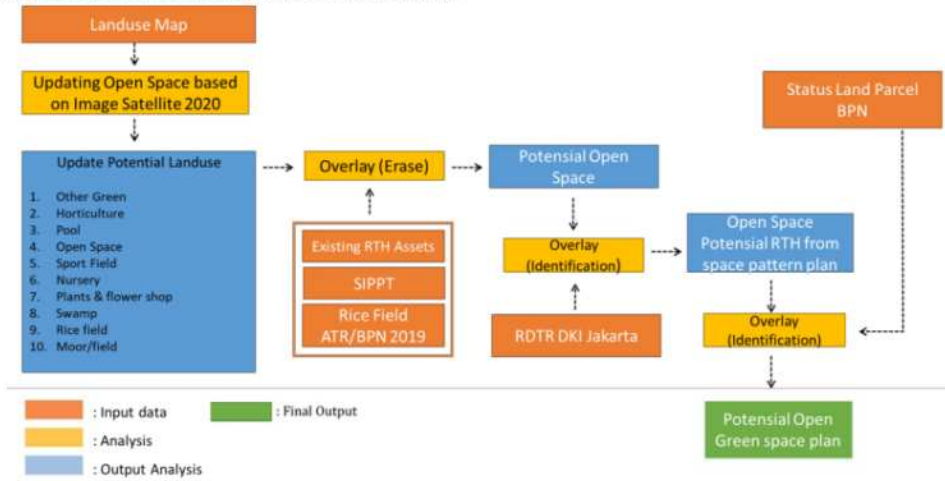 Landuse Map
Updating Open Space based
on Image Satellite 2020
Update Potential Landuse
1. Other Green
2. Horticulture
3. Pool
4. Open Space
5. Sport Field
6. Nursery
7. Plants & flower shop
8. Swamp
9. Rice field
10. Moor/field
Overlay (Erase)
Existing RTH Assets
SIPPT
Rice Field
ATR/BPN 2019
Potensial Open
Space
Overlay
(Identification)
RDTR DKI Jakarta
Open Space
Potensial RTH from
space pattern plan
Status Land Parcel
BPN
Overlay
(Identification)
Potensial Open
Green space plan
: Input data
: Analysis
: Output Analysis
: Final Output